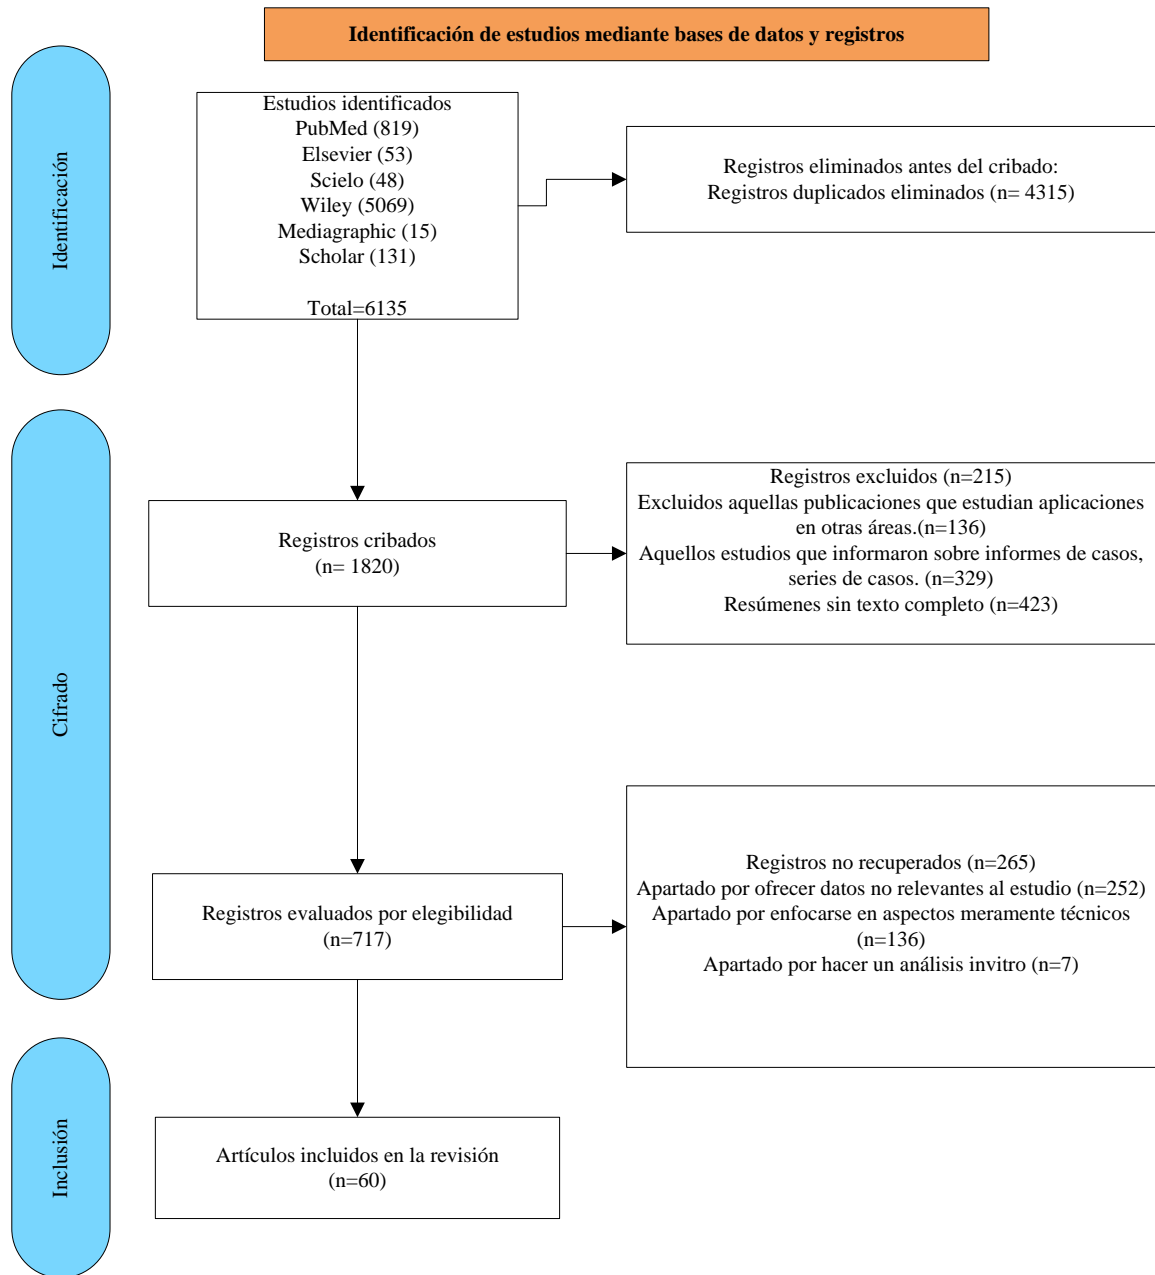 Identificación de estudios mediante bases de datos y registros
Identificación
Estudios identificados
PubMed (819)
Elsevier (53)
Scielo (48)
Wiley (5069)
Mediagraphic (15)
Scholar (131)
Total=6135
Registros eliminados antes del cribado:
Registros duplicados eliminados (n= 4315)
Cifrado
Registros cribados
(n= 1820)
Registros excluidos (n=215)
Excluidos aquellas publicaciones que estudian aplicaciones
en otras áreas.(n=136)
Aquellos estudios que informaron sobre informes de casos,
series de casos. (n=329)
Resúmenes sin texto completo (n=423)
Registros evaluados por elegibilidad
(n=717)
Registros no recuperados (n=265)
Apartado por ofrecer datos no relevantes al estudio (n=252)
Apartado por enfocarse en aspectos meramente técnicos
(n=136)
Apartado por hacer un análisis invitro (n=7)
Inclusión
Artículos incluidos en la revisión
(n=60)